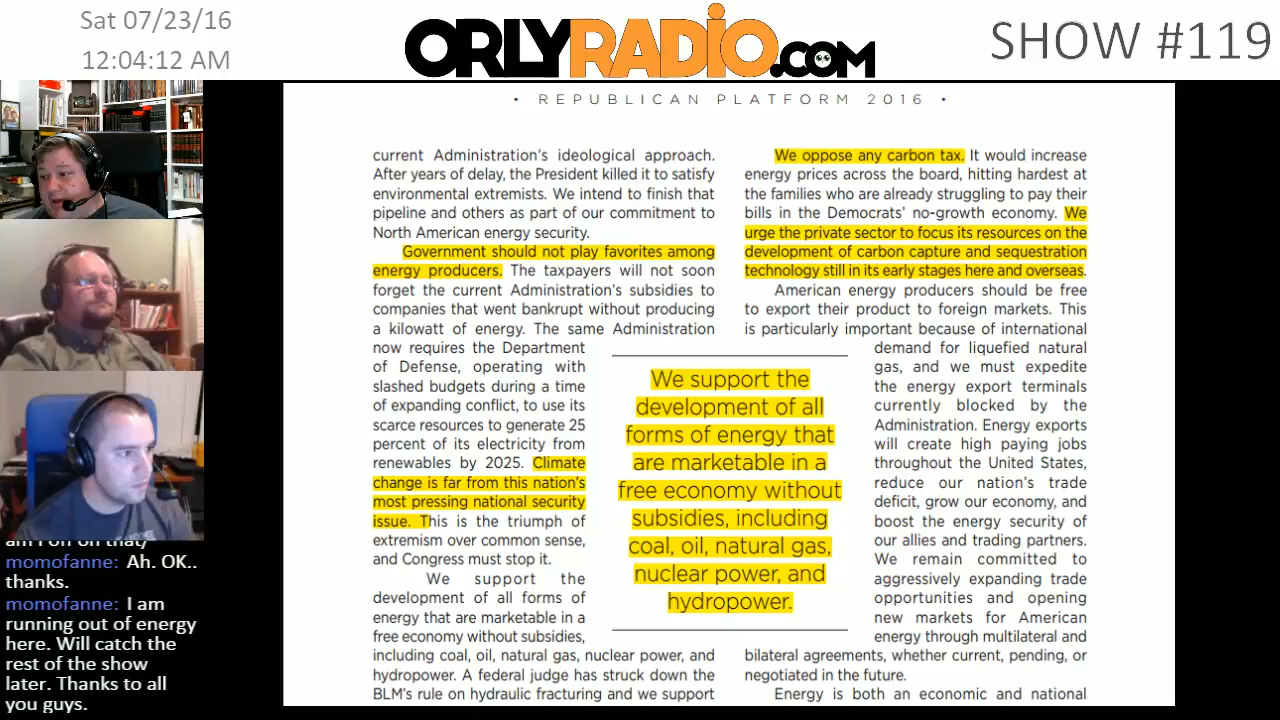 Sat 07/23/16
12:04:12 AM
ORLYRADiO.COM
SHOW #119
• REPUBLICAN PLATFORM 2016 •
current Administration's ideological approach.
After years of delay, the President killed it to satisfy
environmental extremists. We intend to finish that
pipeline and others as part of our commitment to
North American energy security.
Government should not play favorites among
energy producers. The taxpayers will not soon
forget the current Administration's subsidies to
companies that went bankrupt without producing
a kilowatt of energy. The same Administration
now requires the Department
of Defense, operating with
slashed budgets during a time
of expanding conflict, to use its
scarce resources to generate 25
percent of its electricity from
renewables by 2025. Climate
change is far from this nation's
most pressing national security
issue. This is the triumph of
extremism over common sense,
and Congress must stop it.
We support the
development of all forms of
energy that are marketable in a
free economy without subsidies,
including coal, oil, natural gas, nuclear power, and
hydropower. A federal judge has struck down the
BLM's rule on hydraulic fracturing and we support
We support the
development of all
forms of energy that
are marketable in a
free economy without
subsidies, including
coal, oil, natural gas,
nuclear power, and
hydropower.
We oppose any carbon tax. It would increase
energy prices across the board, hitting hardest at
the families who are already struggling to pay their
bills in the Democrats' no-growth economy. We
urge the private sector to focus its resources on the
development of carbon capture and sequestration
technology still in its early stages here and overseas.
American energy producers should be free
to export their product to foreign markets. This
is particularly important because of international
demand for liquefied natural
gas, and we must expedite
the energy export terminals
currently blocked by the
Administration. Energy exports
will create high paying jobs
throughout the United States,
reduce our nation's trade
deficit, grow our economy, and
boost the energy security of
our allies and trading partners.
We remain committed to
aggressively expanding trade
opportunities and opening
new markets for American
energy through multilateral and
bilateral agreements, whether current, pending, or
negotiated in the future.
Energy is both an economic and national
am I off on that/
momofanne: Ah. OK..
thanks.
momofanne: I am
running out of energy
here. Will catch the
rest of the show
later. Thanks to all
you guys.